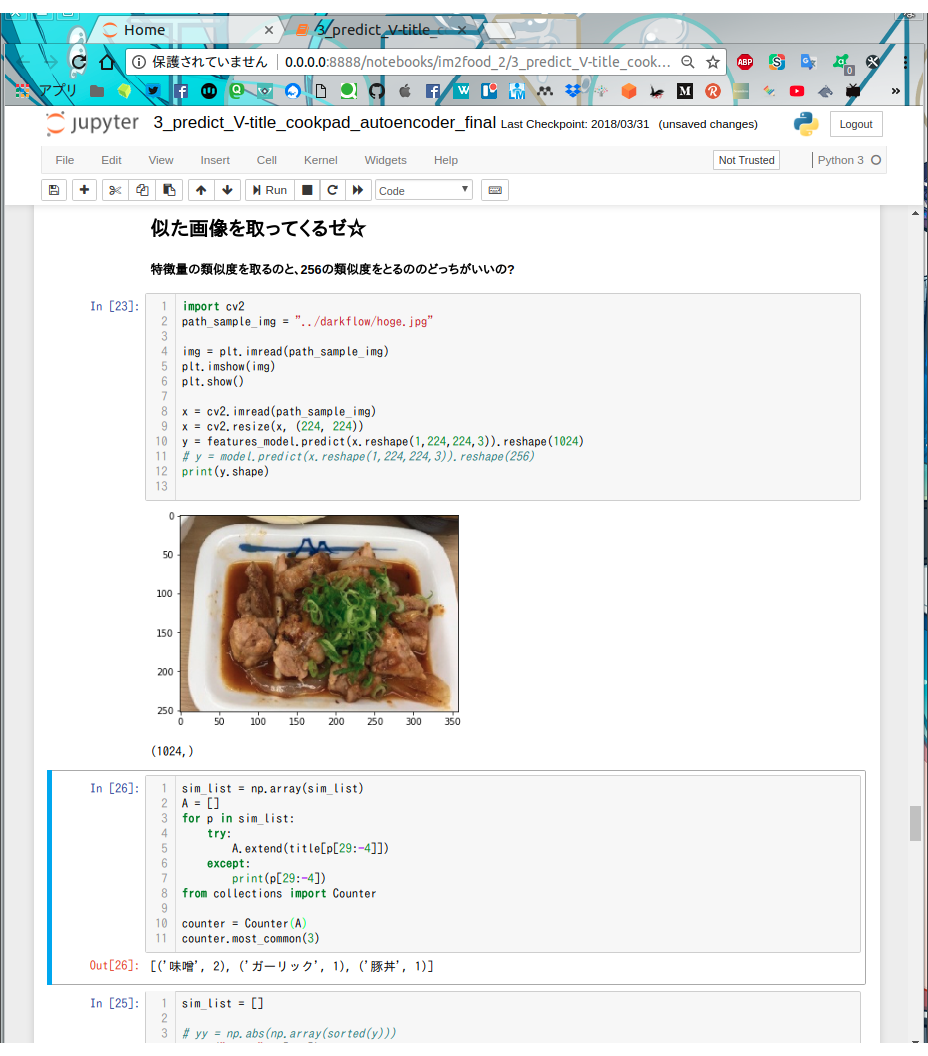 Home ×
3_predict_V-title_c ×
保護されていません 0.0.0.0:8888/notebooks/im2food_2/3_predict_V-title_cook...
アプリ »
jupyter 3_predict_V-title_cookpad_autoencoder_final Last Checkpoint: 2018/03/31 (unsaved changes) Logout
File Edit View Insert Cell Kernel Widgets Help Not Trusted Python 3
Run Code
似た画像を取ってくるゼ☆
特徴量の類似度を取るのと、256の類似度をとるののどっちがいいの?
In [23]:
1 import cv2
2 path_sample_img = "../darkflow/hoge.jpg"
3
4 img = plt.imread(path_sample_img)
5 plt.imshow(img)
6 plt.show()
7
8 x = cv2.imread(path_sample_img)
9 x = cv2.resize(x, (224, 224))
10 y = features_model.predict(x.reshape(1,224,224,3)).reshape(1024)
11 # y = model.predict(x.reshape(1,224,224,3)).reshape(256)
12 print(y.shape)
13
0
50
100
150
200
250
0 50 100 150 200 250 300 350
(1024,)
In [26]:
1 sim_list = np.array(sim_list)
2 A = []
3 for p in sim_list:
4 try:
5 A.extend(title[p[29:-4]])
6 except:
7 print(p[29:-4])
8 from collections import Counter
9
10 counter = Counter(A)
11 counter.most_common(3)
Out[26]: [('味噌', 2), ('ガーリック', 1), ('豚丼', 1)]
In [25]:
1 sim_list = []
2
3 # yy = np.abs(np.array(sorted(y)))